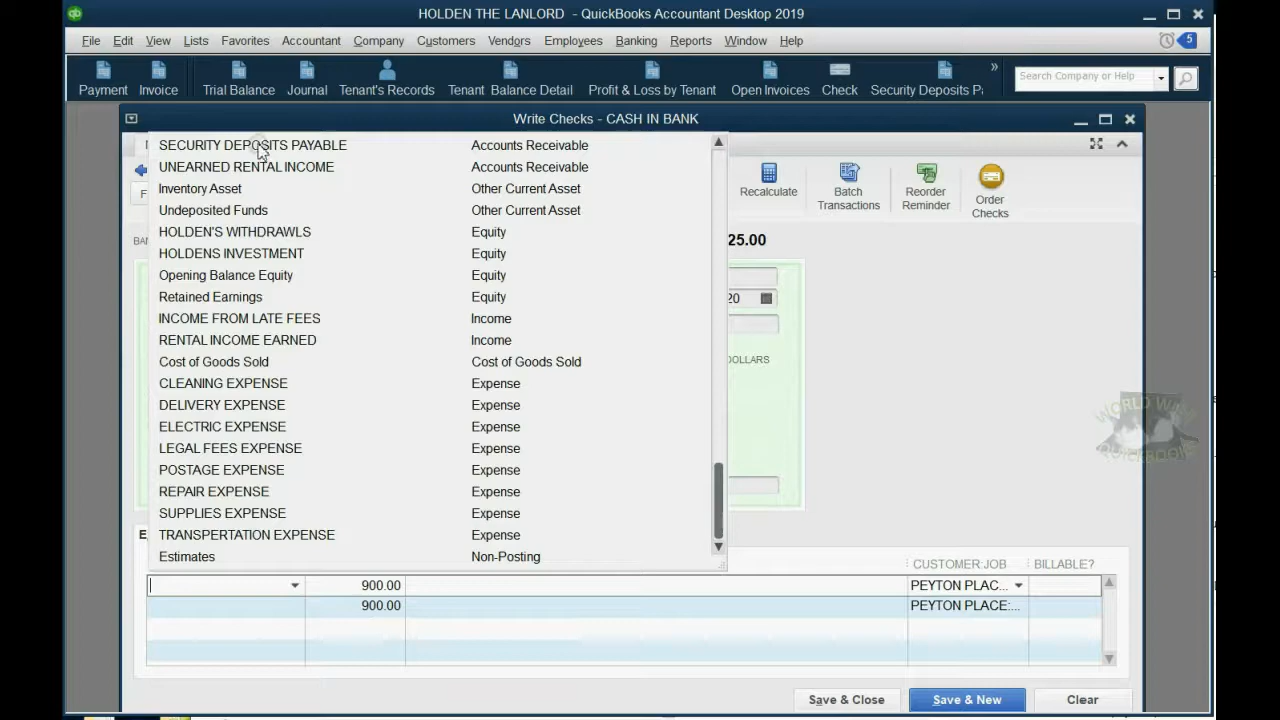 HOLDEN THE LANLORD - QuickBooks Accountant Desktop 2019
File Edit View Lists Favorites Accountant Company Customers Vendors Employees Banking Reports Window Help 5
Payment Invoice Trial Balance Journal Tenant's Records Tenant Balance Detail Profit & Loss by Tenant Open Invoices Check Security Deposits Pa » Search Company or Help
Write Checks - CASH IN BANK
SECURITY DEPOSITS PAYABLE Accounts Receivable
UNEARNED RENTAL INCOME Accounts Receivable
Inventory Asset Other Current Asset
Undeposited Funds Other Current Asset
HOLDEN'S WITHDRAWLS Equity
HOLDENS INVESTMENT Equity
Opening Balance Equity Equity
Retained Earnings Equity
INCOME FROM LATE FEES Income
RENTAL INCOME EARNED Income
Cost of Goods Sold Cost of Goods Sold
CLEANING EXPENSE Expense
DELIVERY EXPENSE Expense
ELECTRIC EXPENSE Expense
LEGAL FEES EXPENSE Expense
POSTAGE EXPENSE Expense
REPAIR EXPENSE Expense
SUPPLIES EXPENSE Expense
TRANSPORTATION EXPENSE Expense
Estimates Non-Posting
Recalculate
Batch Transactions
Reorder Reminder
Order Checks
BAN
25.00
20
DOLLARS
WORLD WIDE
QUICKBOOKS
E
CUSTOMER:JOB BILLABLE?
900.00 PEYTON PLAC...
900.00 PEYTON PLACE:...
Save & Close Save & New Clear